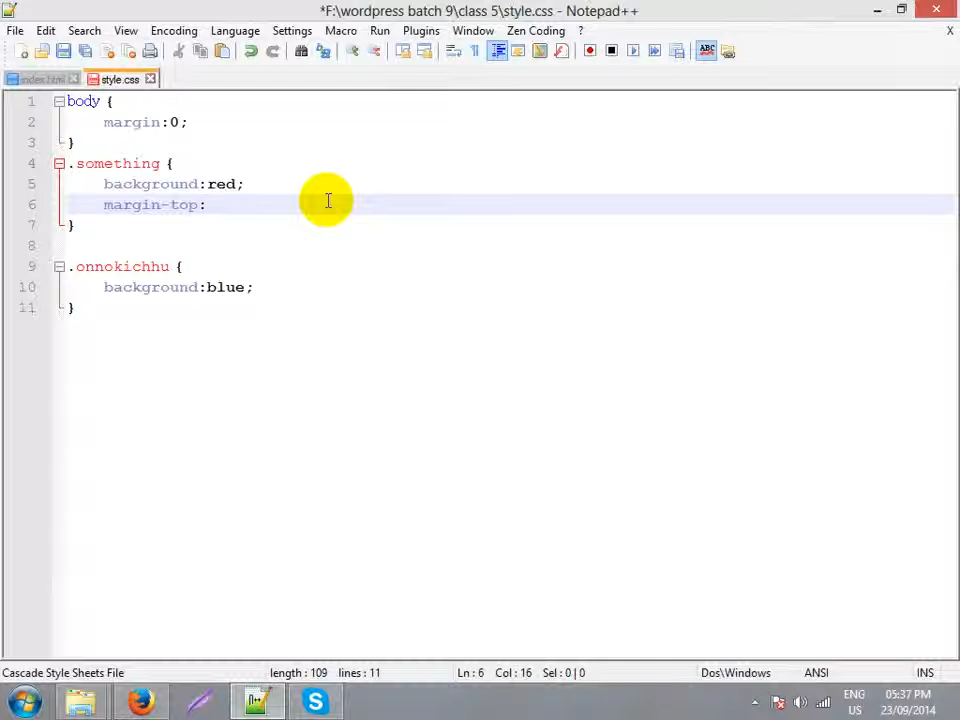 *F:\wordpress batch 9\class 5\style.css - Notepad++
File Edit Search View Encoding Language Settings Macro Run Plugins Window Zen Coding ? X
index.html style.css
1 body {
2 margin:0;
3 }
4 .something {
5 background:red;
6 margin-top:
7 }
8
9 .onnokichhu {
10 background:blue;
11 }
Cascade Style Sheets File length : 109 lines : 11 Ln : 6 Col : 16 Sel : 0 | 0 Dos\Windows ANSI INS
ENG 05:37 PM
US 23/09/2014